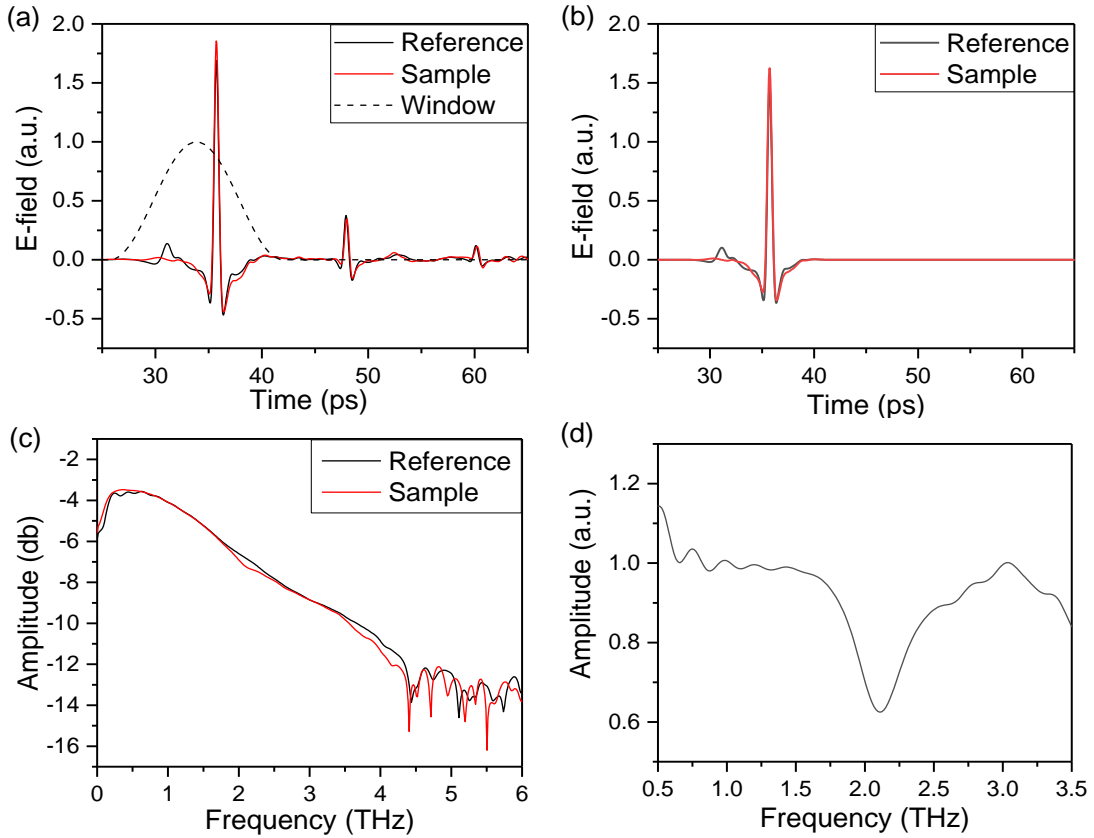 (a)
2.0
1.5
1.0
0.5
0.0
-0.5
E-field (a.u.)
30 40 50 60
Time (ps)
Reference
Sample
Window
(b)
2.0
1.5
1.0
0.5
0.0
-0.5
E-field (a.u.)
30 40 50 60
Time (ps)
Reference
Sample
(c)
-2
-4
-6
-8
-10
-12
-14
-16
Amplitude (db)
0 1 2 3 4 5 6
Frequency (THz)
Reference
Sample
(d)
1.2
1.0
0.8
0.6
Amplitude (a.u.)
0.5 1.0 1.5 2.0 2.5 3.0 3.5
Frequency (THz)